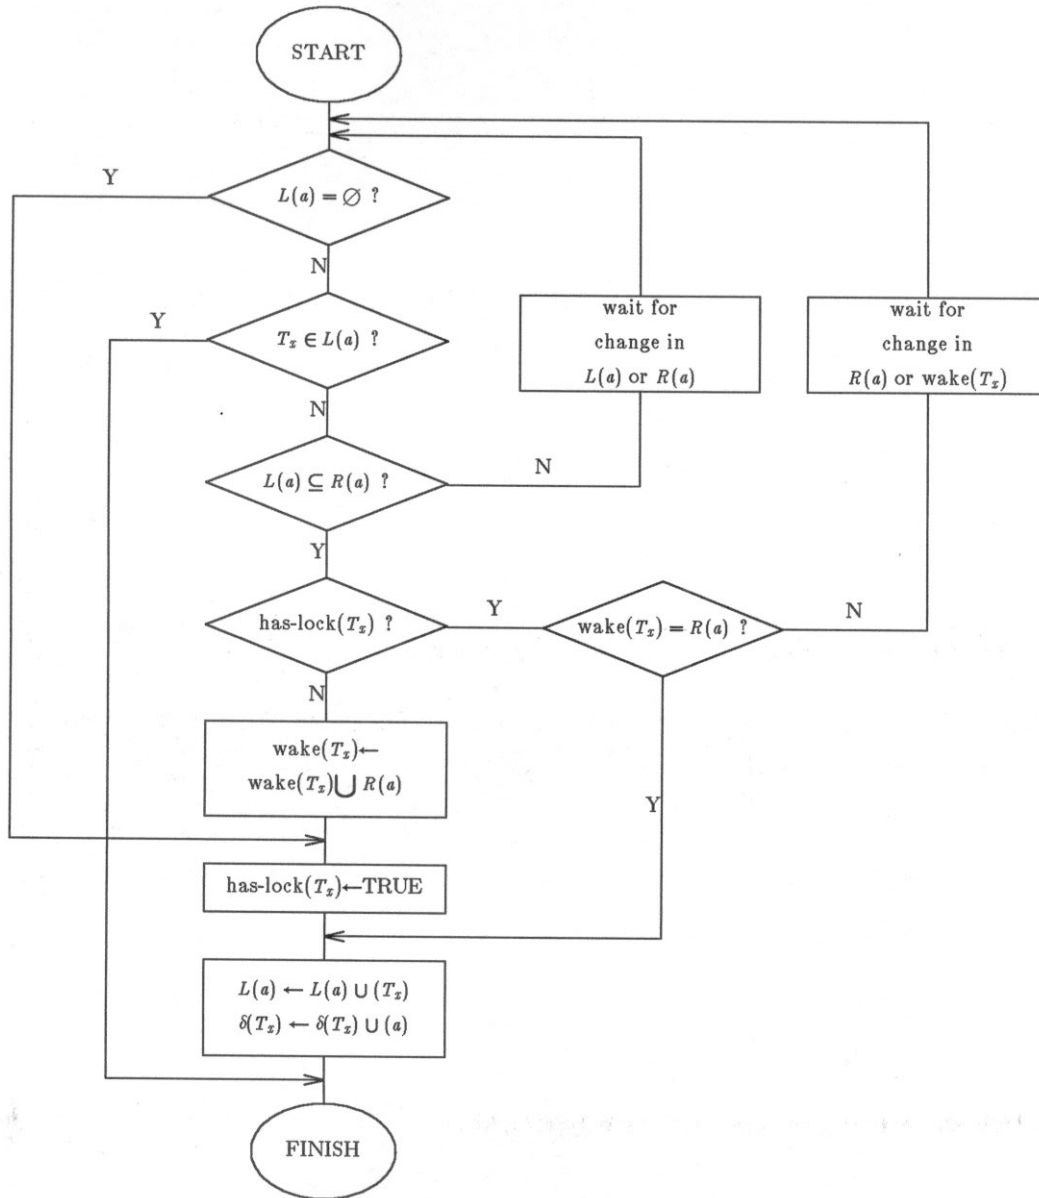 START
Y
L(a) = ∅ ?
N
Y
T_x ∈ L(a) ?
wait for
change in
L(a) or R(a)
wait for
change in
R(a) or wake(T_x)
N
L(a) ⊆ R(a) ?
N
Y
has-lock(T_x) ?
Y
wake(T_x) = R(a) ?
N
N
wake(T_x)←
wake(T_x)⋃ R(a)
Y
has-lock(T_x)←TRUE
L(a) ← L(a) ∪ (T_x)
δ(T_x) ← δ(T_x) ∪ (a)
FINISH